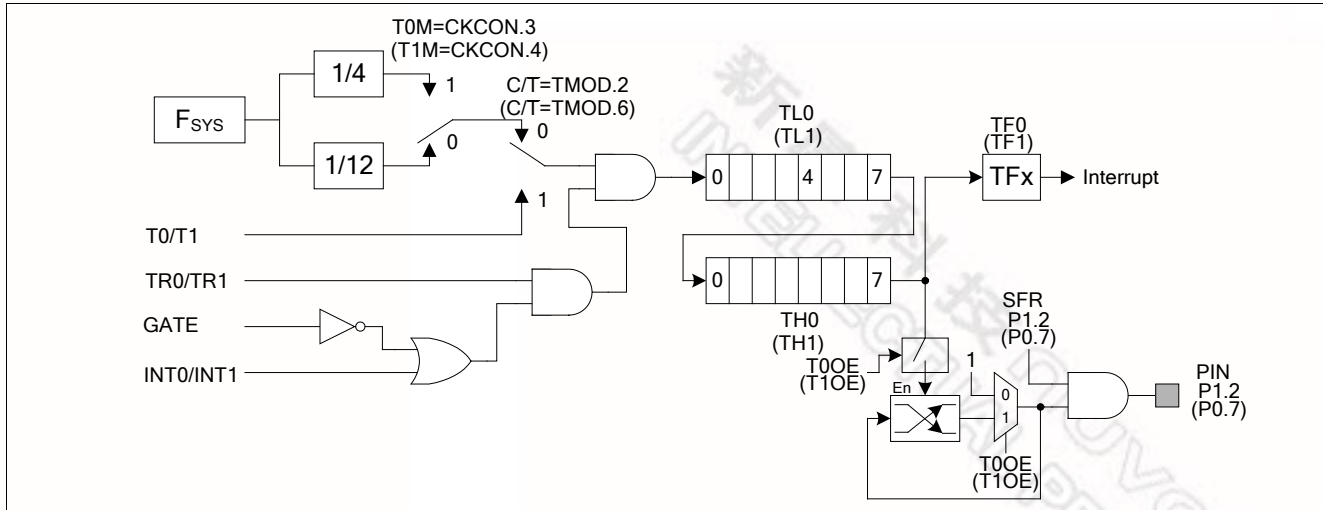 T0M=CKCON.3
(T1M=CKCON.4)
1/4
1
C/T=TMOD.2
(C/T=TMOD.6)
FSYS
0
0
1/12
1
TL0
(TL1)
0 4 7
TF0
(TF1)
TFx
Interrupt
T0/T1
TR0/TR1
0 7
TH0
(TH1)
GATE
INT0/INT1
SFR
P1.2
(P0.7)
T0OE
(T1OE)
1
En
0
1
PIN
P1.2
(P0.7)
T0OE
(T1OE)